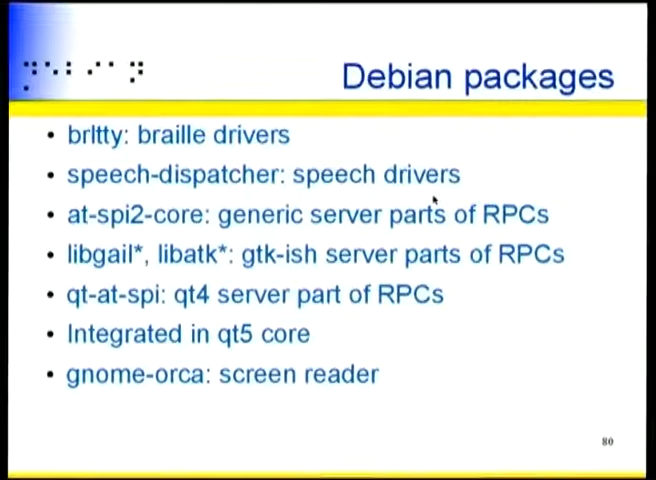 Debian packages
• brltty: braille drivers
• speech-dispatcher: speech drivers
• at-spi2-core: generic server parts of RPCs
• libgail*, libatk*: gtk-ish server parts of RPCs
• qt-at-spi: qt4 server part of RPCs
• Integrated in qt5 core
• gnome-orca: screen reader
80